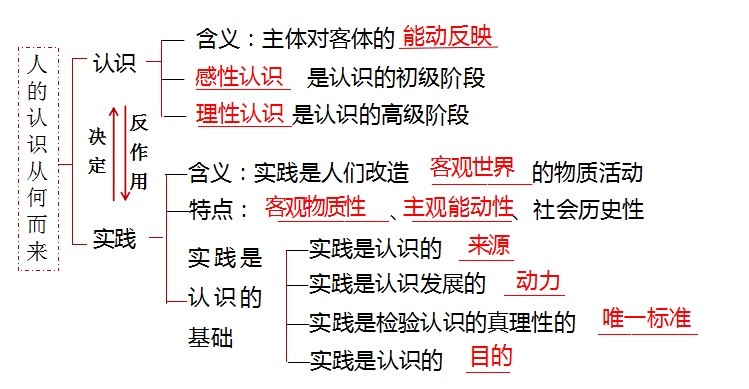 人的认识从何而来
认识
含义：主体对客体的 能动反映
感性认识 是认识的初级阶段
理性认识 是认识的高级阶段
决定
反作用
实践
含义：实践是人们改造 客观世界 的物质活动
特点： 客观物质性 、主观能动性、社会历史性
实践是
认识的
基础
实践是认识的 来源
实践是认识发展的 动力
实践是检验认识的真理性的 唯一标准
实践是认识的 目的